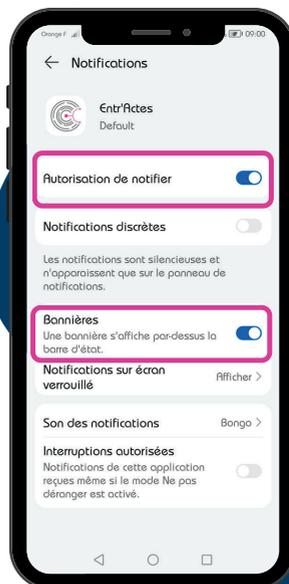 Orange F
09:00
Notifications
Entr'Actes
Default
Autorisation de notifier
Notifications discrètes
Les notifications sont silencieuses et
n'apparaissent que sur le panneau de
notifications.
Bannières
Une bannière s'affiche par-dessus la
barre d'état.
Notifications sur écran
verrouillé
Afficher >
Son des notifications
Bongo >
Interruptions autorisées
Notifications de cette application
reçues même si le mode Ne pas
déranger est activé.